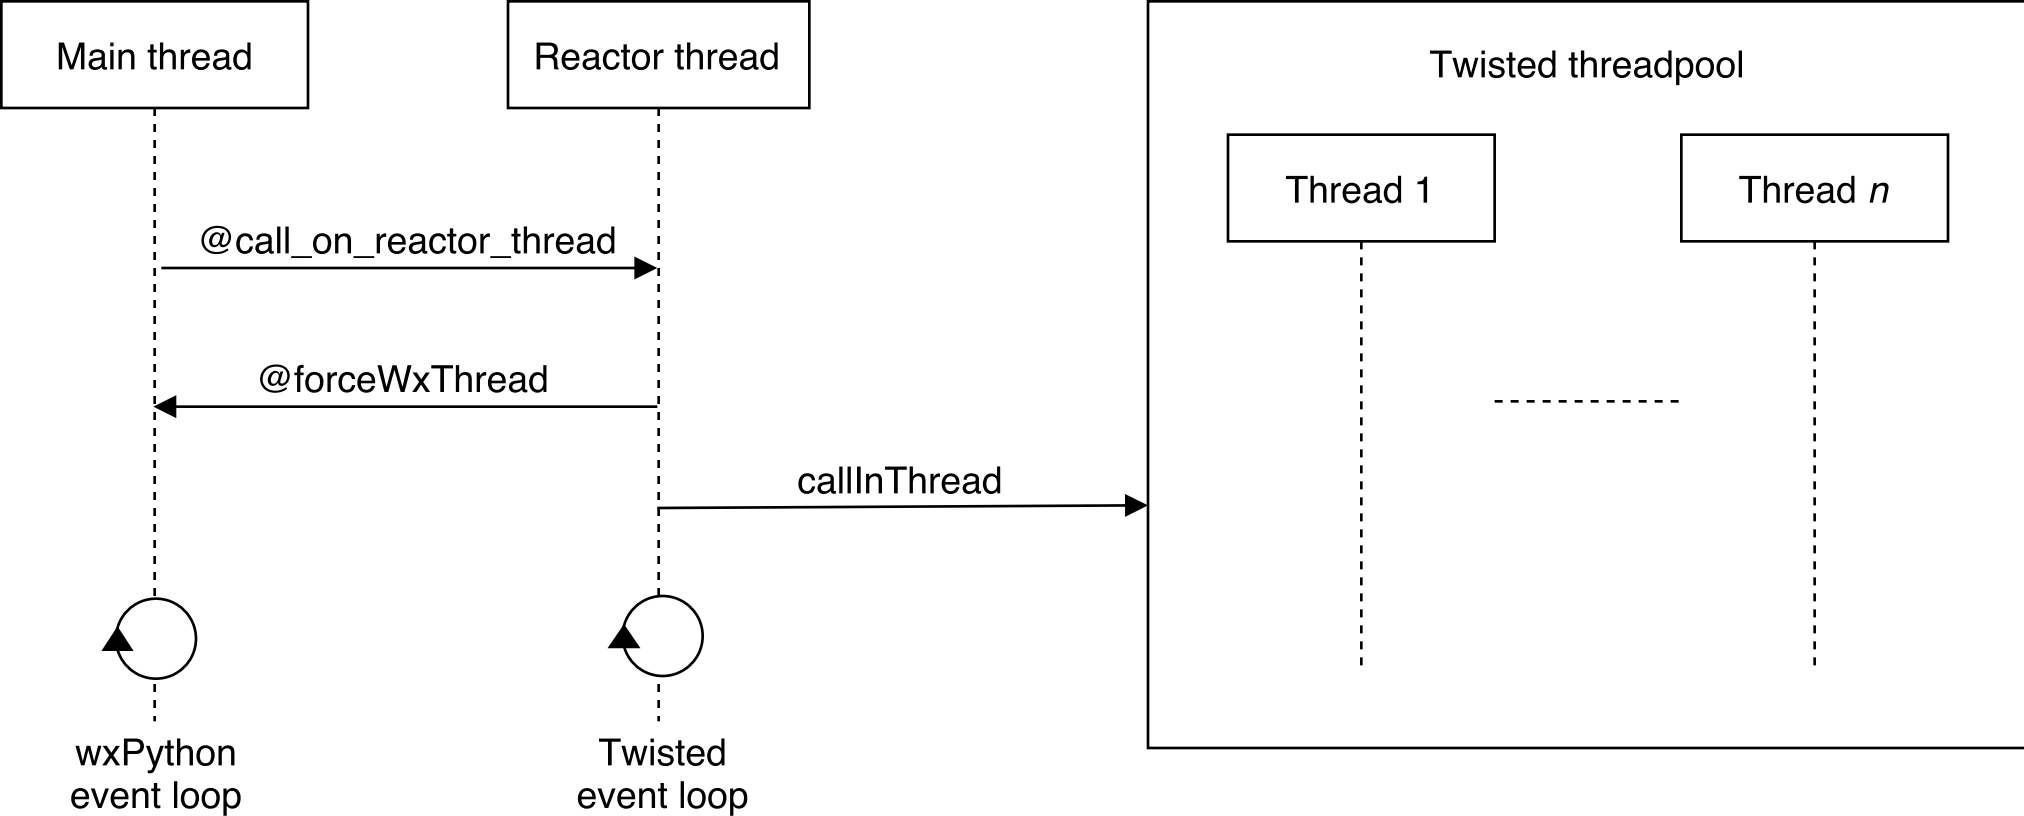 Main thread
Reactor thread
Twisted threadpool
Thread 1
Thread n
@call_on_reactor_thread
@forceWxThread
callInThread
wxPython
event loop
Twisted
event loop